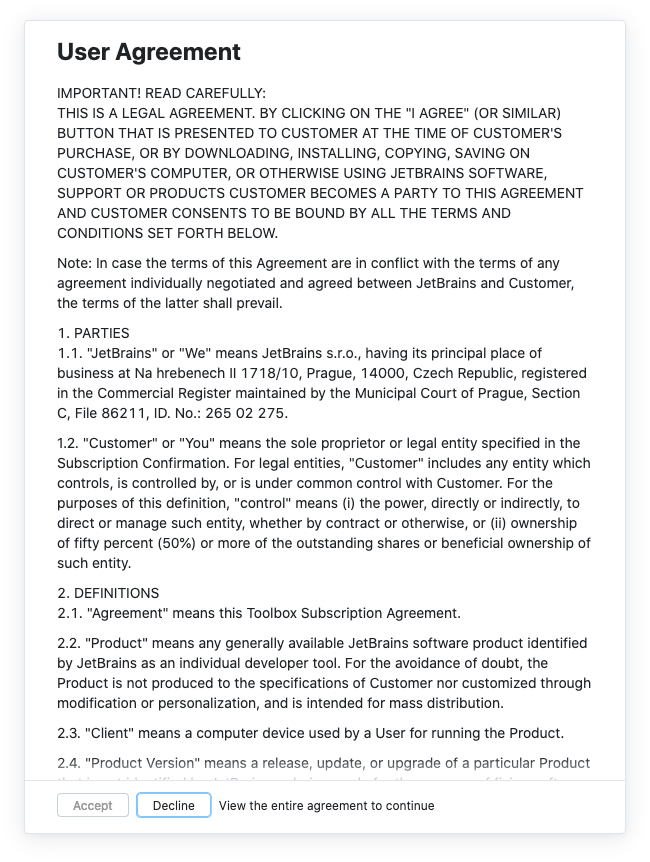 User Agreement
IMPORTANT! READ CAREFULLY:
THIS IS A LEGAL AGREEMENT. BY CLICKING ON THE "I AGREE" (OR SIMILAR)
BUTTON THAT IS PRESENTED TO CUSTOMER AT THE TIME OF CUSTOMER'S
PURCHASE, OR BY DOWNLOADING, INSTALLING, COPYING, SAVING ON
CUSTOMER'S COMPUTER, OR OTHERWISE USING JETBRAINS SOFTWARE,
SUPPORT OR PRODUCTS CUSTOMER BECOMES A PARTY TO THIS AGREEMENT
AND CUSTOMER CONSENTS TO BE BOUND BY ALL THE TERMS AND
CONDITIONS SET FORTH BELOW.
Note: In case the terms of this Agreement are in conflict with the terms of any
agreement individually negotiated and agreed between JetBrains and Customer,
the terms of the latter shall prevail.
1. PARTIES
1.1. "JetBrains" or "We" means JetBrains s.r.o., having its principal place of
business at Na hrebenech II 1718/10, Prague, 14000, Czech Republic, registered
in the Commercial Register maintained by the Municipal Court of Prague, Section
C, File 86211, ID. No.: 265 02 275.
1.2. "Customer" or "You" means the sole proprietor or legal entity specified in the
Subscription Confirmation. For legal entities, "Customer" includes any entity which
controls, is controlled by, or is under common control with Customer. For the
purposes of this definition, "control" means (i) the power, directly or indirectly, to
direct or manage such entity, whether by contract or otherwise, or (ii) ownership
of fifty percent (50%) or more of the outstanding shares or beneficial ownership of
such entity.
2. DEFINITIONS
2.1. "Agreement" means this Toolbox Subscription Agreement.
2.2. "Product" means any generally available JetBrains software product identified
by JetBrains as an individual developer tool. For the avoidance of doubt, the
Product is not produced to the specifications of Customer nor customized through
modification or personalization, and is intended for mass distribution.
2.3. "Client" means a computer device used by a User for running the Product.
2.4. "Product Version" means a release, update, or upgrade of a particular Product
Accept
Decline
View the entire agreement to continue